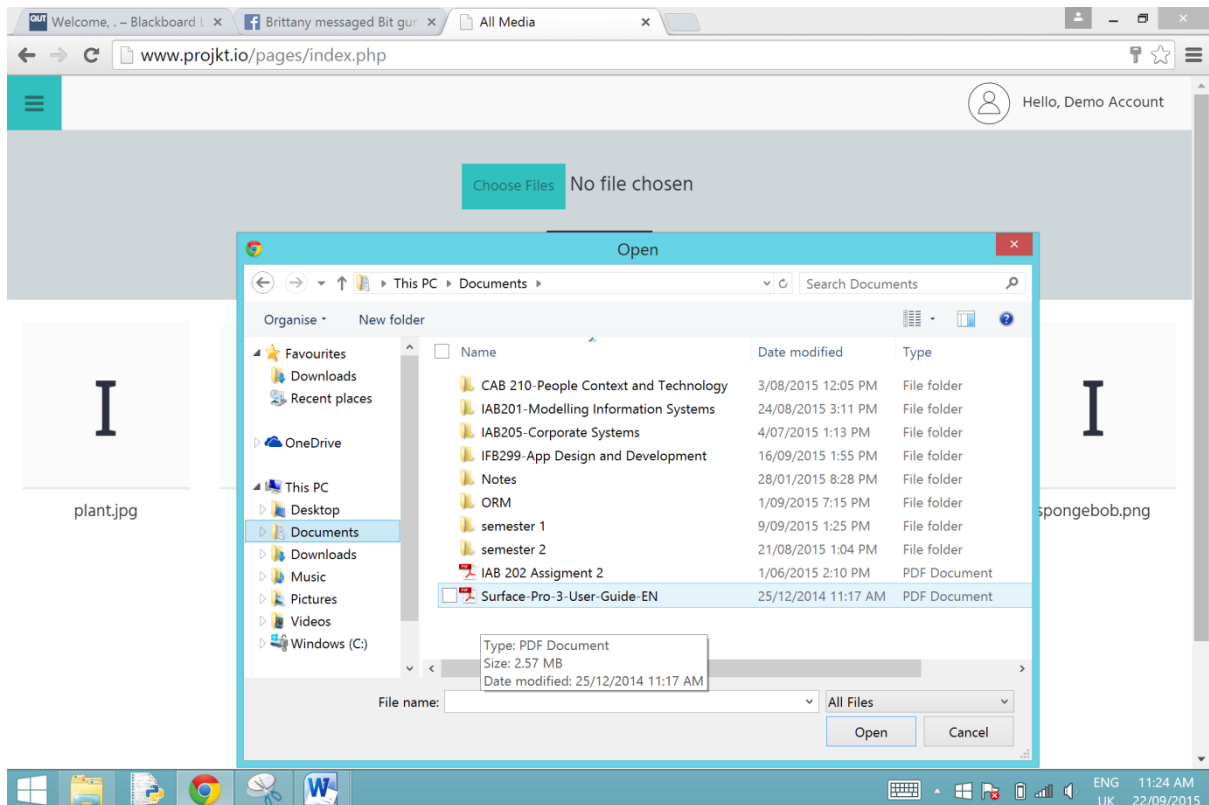 QUT Welcome, . – Blackboard L × f Brittany messaged Bit gur × All Media ×
www.projkt.io/pages/index.php
Hello, Demo Account
Choose Files No file chosen
Open
This PC Documents Search Documents
Organise New folder
Name Date modified Type
Favourites
Downloads
Recent places
OneDrive
This PC
Desktop
Documents
Downloads
Music
Pictures
Videos
Windows (C:)
CAB 210-People Context and Technology 3/08/2015 12:05 PM File folder
IAB201-Modelling Information Systems 24/08/2015 3:11 PM File folder
IAB205-Corporate Systems 4/07/2015 1:13 PM File folder
IFB299-App Design and Development 16/09/2015 1:55 PM File folder
Notes 28/01/2015 8:28 PM File folder
ORM 1/09/2015 7:15 PM File folder
semester 1 9/09/2015 1:25 PM File folder
semester 2 21/08/2015 1:04 PM File folder
IAB 202 Assigment 2 1/06/2015 2:10 PM PDF Document
Surface-Pro-3-User-Guide-EN 25/12/2014 11:17 AM PDF Document
Type: PDF Document
Size: 2.57 MB
Date modified: 25/12/2014 11:17 AM
File name: All Files
Open Cancel
I
plant.jpg
I
spongebob.png
ENG 11:24 AM
UK 22/09/2015